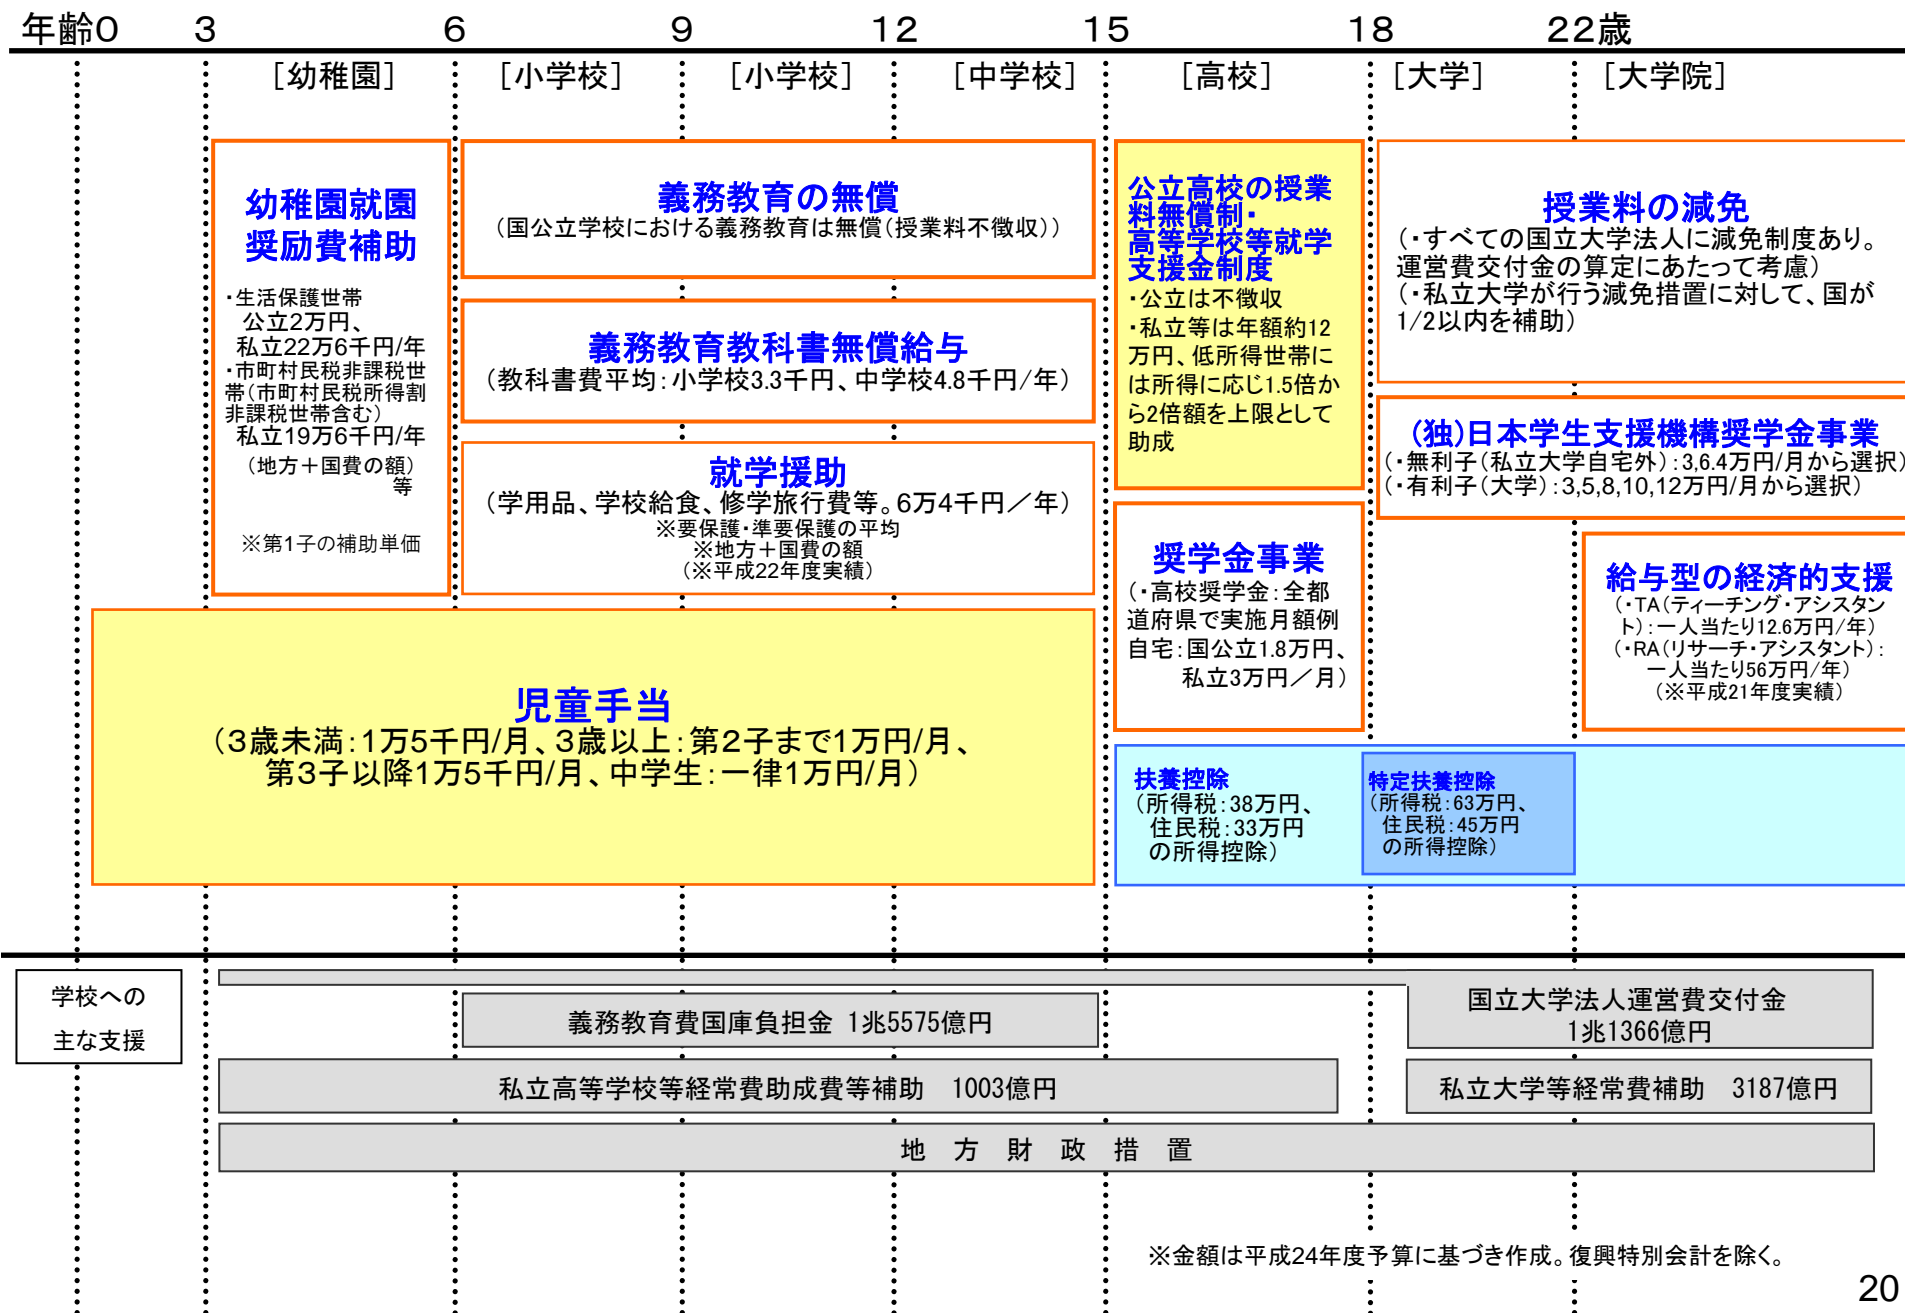 年齢0 3 6 9 12 15 18 22歳
[幼稚園] [小学校] [小学校] [中学校] [高校] [大学] [大学院]
幼稚園就園
奨励費補助
・生活保護世帯
公立2万円、
私立22万6千円/年
・市町村民税非課税世
帯(市町村民税所得割
非課税世帯含む)
私立19万6千円/年
(地方+国費の額)
等
※第1子の補助単価
義務教育の無償
(国公立学校における義務教育は無償(授業料不徴収))
義務教育教科書無償給与
(教科書費平均:小学校3.3千円、中学校4.8千円/年)
就学援助
(学用品、学校給食、修学旅行費等。6万4千円/年)
※要保護・準要保護の平均
※地方+国費の額
(※平成22年度実績)
児童手当
(3歳未満:1万5千円/月、3歳以上:第2子まで1万円/月、
第3子以降1万5千円/月、中学生:一律1万円/月)
公立高校の授業
料無償制・
高等学校等就学
支援金制度
・公立は不徴収
・私立等は年額約12
万円、低所得世帯に
は所得に応じ1.5倍か
ら2倍額を上限として
助成
奨学金事業
(・高校奨学金:全都
道府県で実施月額例
自宅:国公立1.8万円、
私立3万円/月)
授業料の減免
(・すべての国立大学法人に減免制度あり。
運営費交付金の算定にあたって考慮)
(・私立大学が行う減免措置に対して、国が
1/2以内を補助)
(独)日本学生支援機構奨学金事業
(・無利子(私立大学自宅外):3,6.4万円/月から選択)
(・有利子(大学):3,5,8,10,12万円/月から選択)
給与型の経済的支援
(・TA(ティーチング・アシスタン
ト):一人当たり12.6万円/年)
(・RA(リサーチ・アシスタント):
一人当たり56万円/年)
(※平成21年度実績)
扶養控除
(所得税:38万円、
住民税:33万円
の所得控除)
特定扶養控除
(所得税:63万円、
住民税:45万円
の所得控除)
学校への
主な支援
国立大学法人運営費交付金
1兆1366億円
義務教育費国庫負担金 1兆5575億円
私立高等学校等経常費助成費等補助 1003億円
私立大学等経常費補助 3187億円
地 方 財 政 措 置
※金額は平成24年度予算に基づき作成。復興特別会計を除く。
20